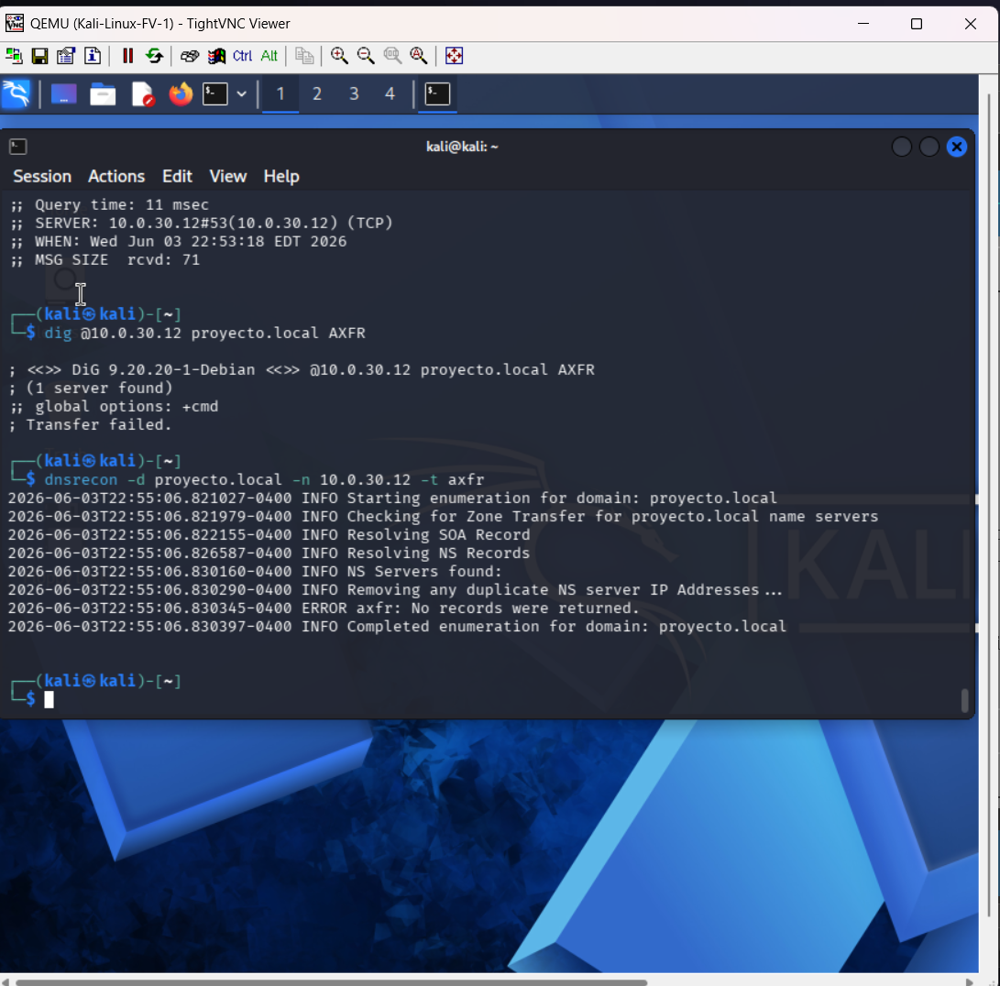 QEMU (Kali-Linux-FV-1) - TightVNC Viewer
Ctrl Alt
1 2 3 4
kali@kali: ~
Session Actions Edit View Help
;; Query time: 11 msec
;; SERVER: 10.0.30.12#53(10.0.30.12) (TCP)
;; WHEN: Wed Jun 03 22:53:18 EDT 2026
;; MSG SIZE  rcvd: 71
┌──(kali㉿kali)-[~]
└─$ dig @10.0.30.12 proyecto.local AXFR
; <<>> DiG 9.20.20-1-Debian <<>> @10.0.30.12 proyecto.local AXFR
; (1 server found)
;; global options: +cmd
; Transfer failed.
┌──(kali㉿kali)-[~]
└─$ dnsrecon -d proyecto.local -n 10.0.30.12 -t axfr
2026-06-03T22:55:06.821027-0400 INFO Starting enumeration for domain: proyecto.local
2026-06-03T22:55:06.821979-0400 INFO Checking for Zone Transfer for proyecto.local name servers
2026-06-03T22:55:06.822155-0400 INFO Resolving SOA Record
2026-06-03T22:55:06.826587-0400 INFO Resolving NS Records
2026-06-03T22:55:06.830160-0400 INFO NS Servers found:
2026-06-03T22:55:06.830290-0400 INFO Removing any duplicate NS server IP Addresses...
2026-06-03T22:55:06.830345-0400 ERROR axfr: No records were returned.
2026-06-03T22:55:06.830397-0400 INFO Completed enumeration for domain: proyecto.local
KALI
┌──(kali㉿kali)-[~]
└─$